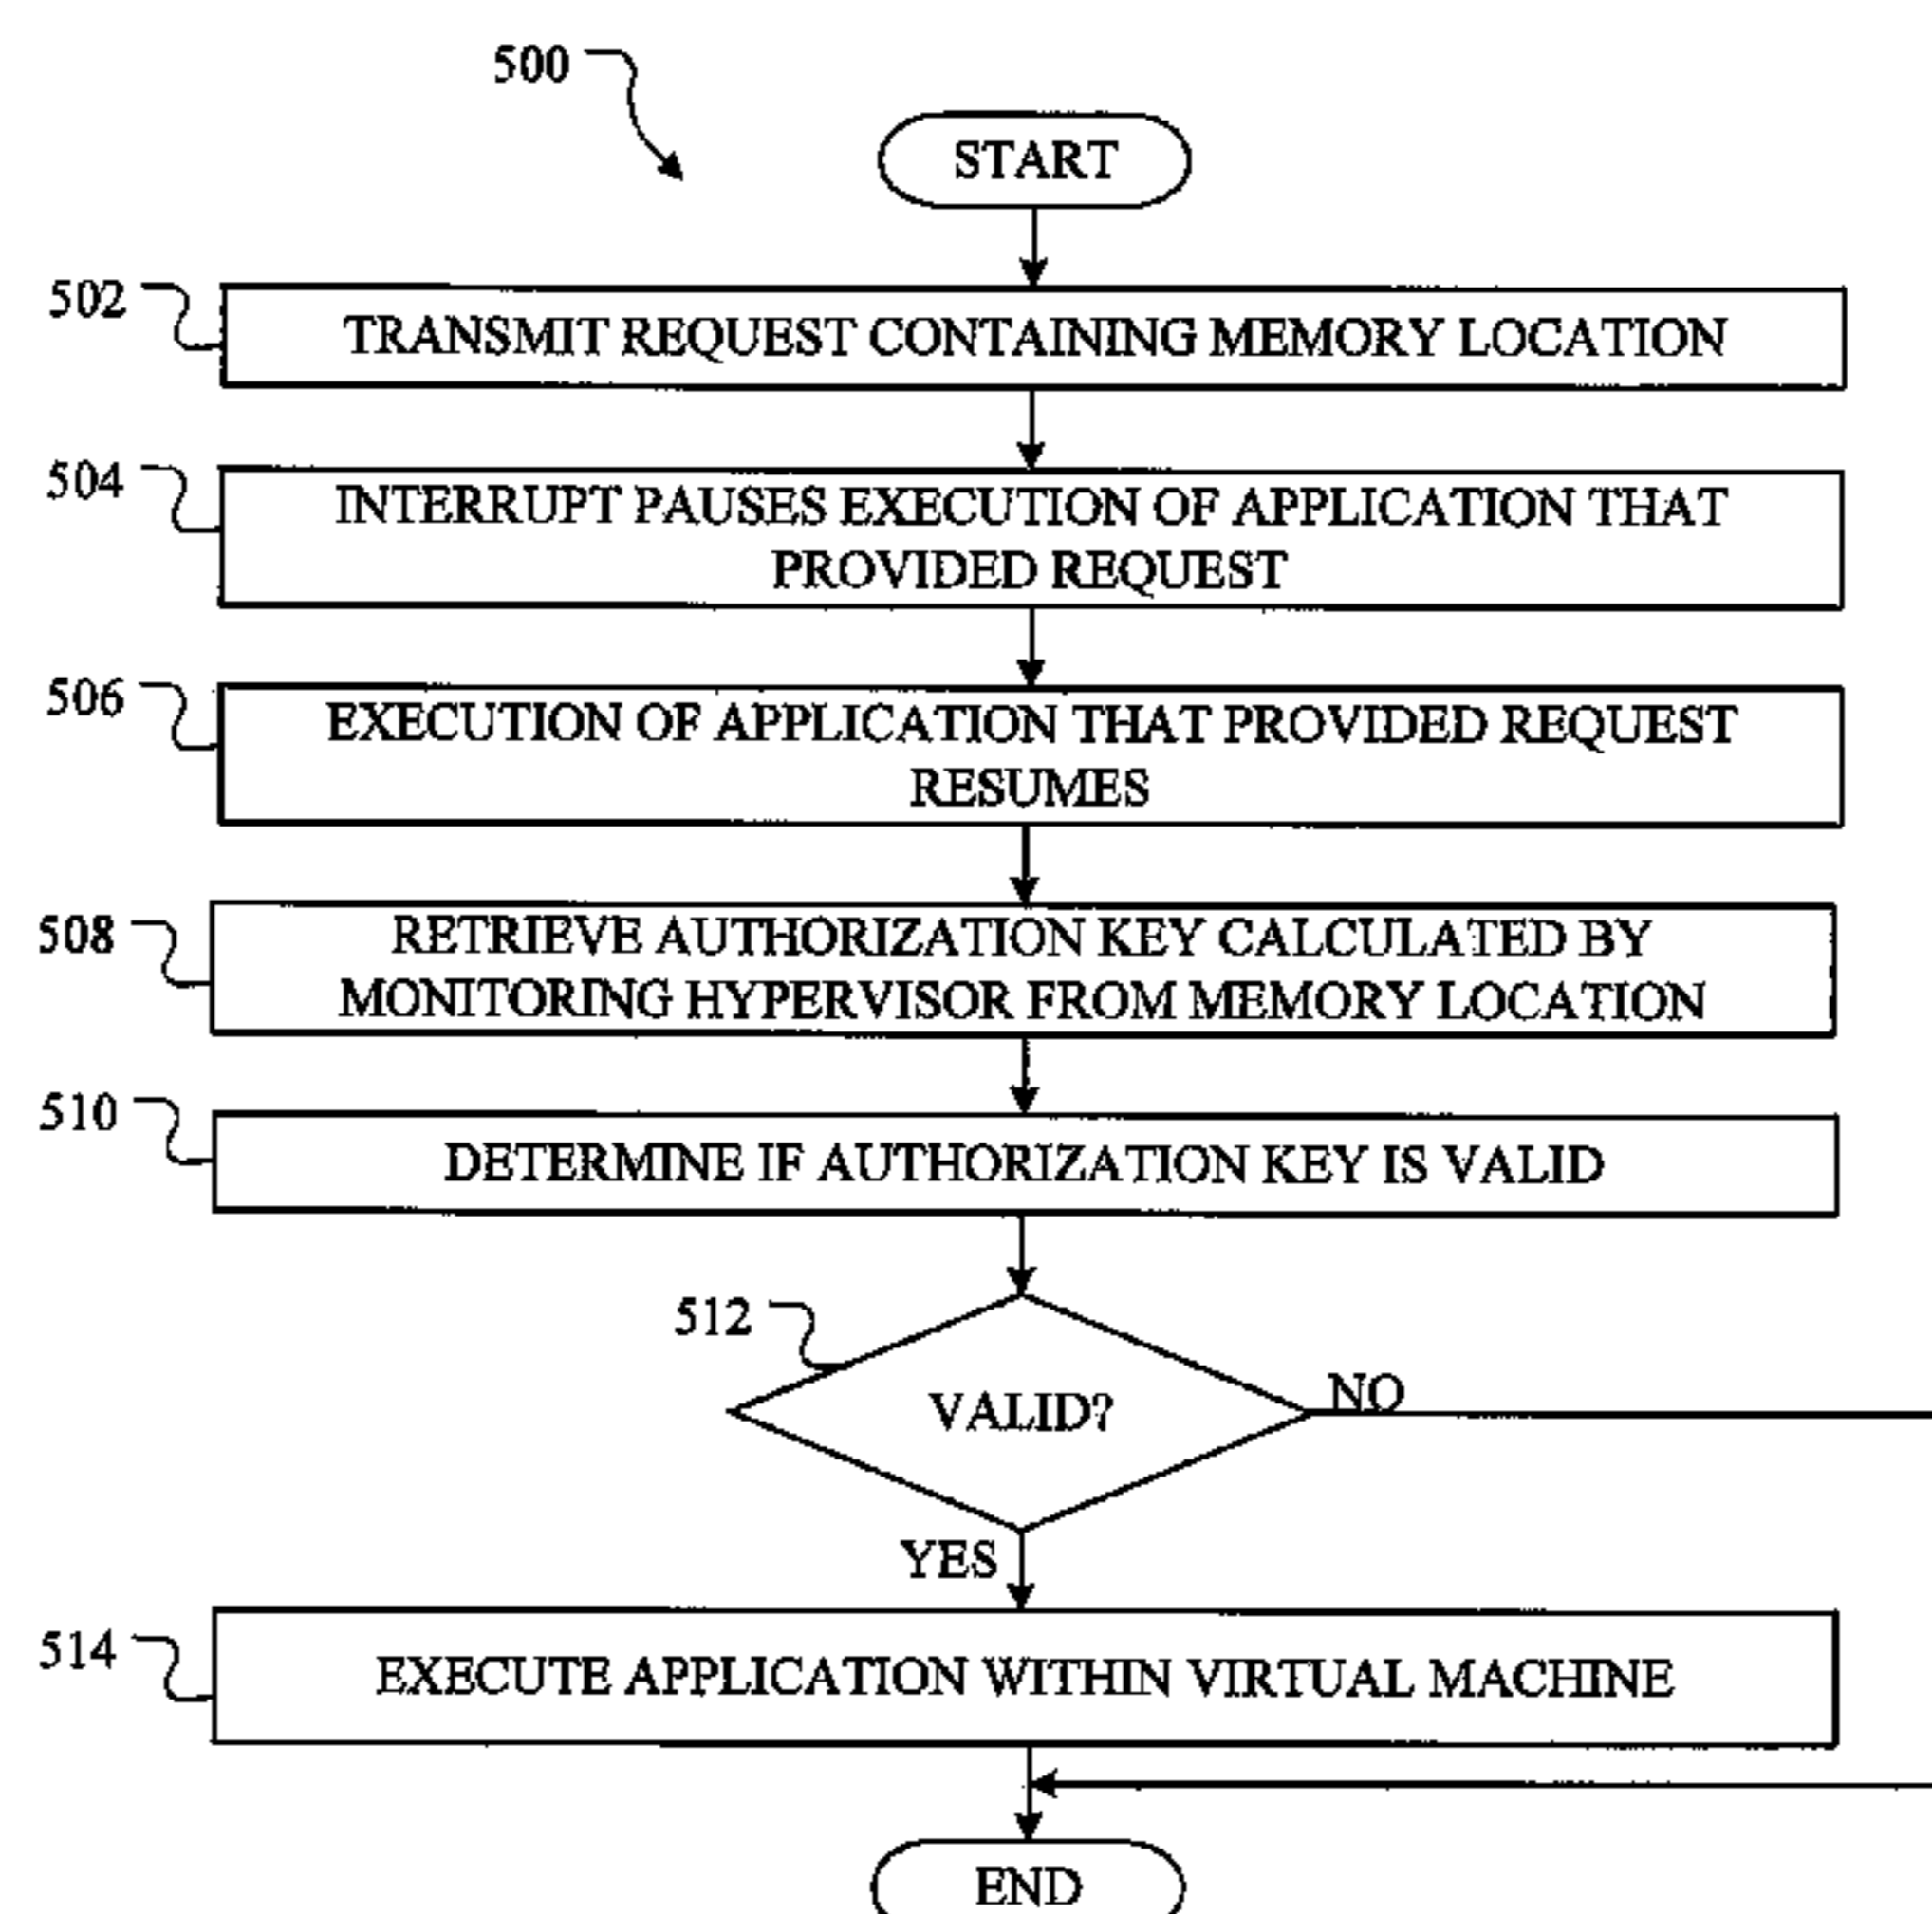 500
START
502
TRANSMIT REQUEST CONTAINING MEMORY LOCATION
504
INTERRUPT PAUSES EXECUTION OF APPLICATION THAT
PROVIDED REQUEST
506
EXECUTION OF APPLICATION THAT PROVIDED REQUEST
RESUMES
508
RETRIEVE AUTHORIZATION KEY CALCULATED BY
MONITORING HYPERVISOR FROM MEMORY LOCATION
510
DETERMINE IF AUTHORIZATION KEY IS VALID
512
VALID?
NO
YES
514
EXECUTE APPLICATION WITHIN VIRTUAL MACHINE
END